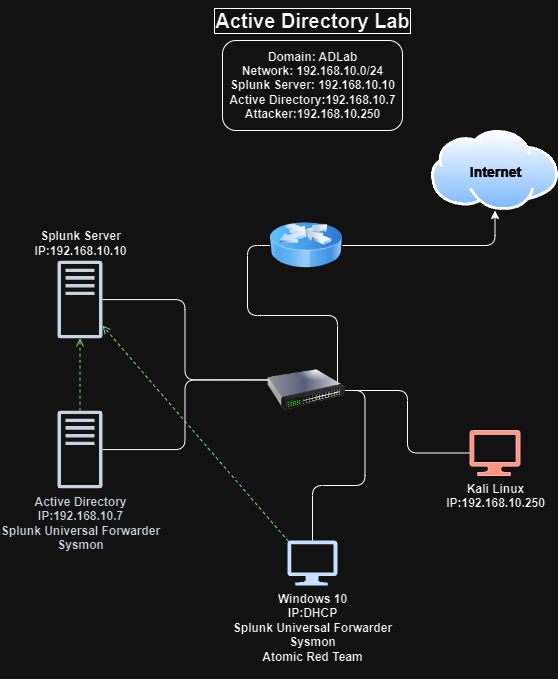 Active Directory Lab
Domain: ADLab
Network: 192.168.10.0/24
Splunk Server: 192.168.10.10
Active Directory:192.168.10.7
Attacker:192.168.10.250
Internet
Splunk Server
IP:192.168.10.10
Active Directory
IP:192.168.10.7
Splunk Universal Forwarder
Sysmon
Kali Linux
IP:192.168.10.250
Windows 10
IP:DHCP
Splunk Universal Forwarder
Sysmon
Atomic Red Team